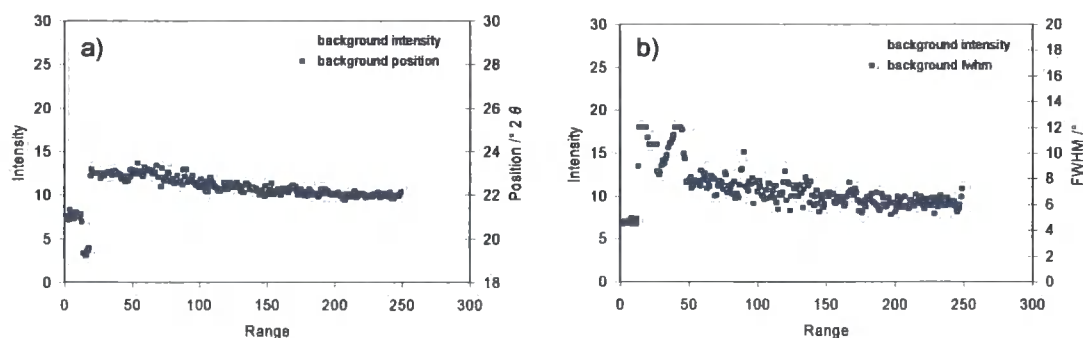 a)
background intensity
background position
Intensity
30
25
20
15
10
5
0
30
28
26
24
22
20
18
Position /° 2 θ
0 50 100 150 200 250 300
Range
b)
background intensity
background fwhm
Intensity
30
25
20
15
10
5
0
20
18
16
14
12
10
8
6
4
2
0
FWHM /°
0 50 100 150 200 250 300
Range